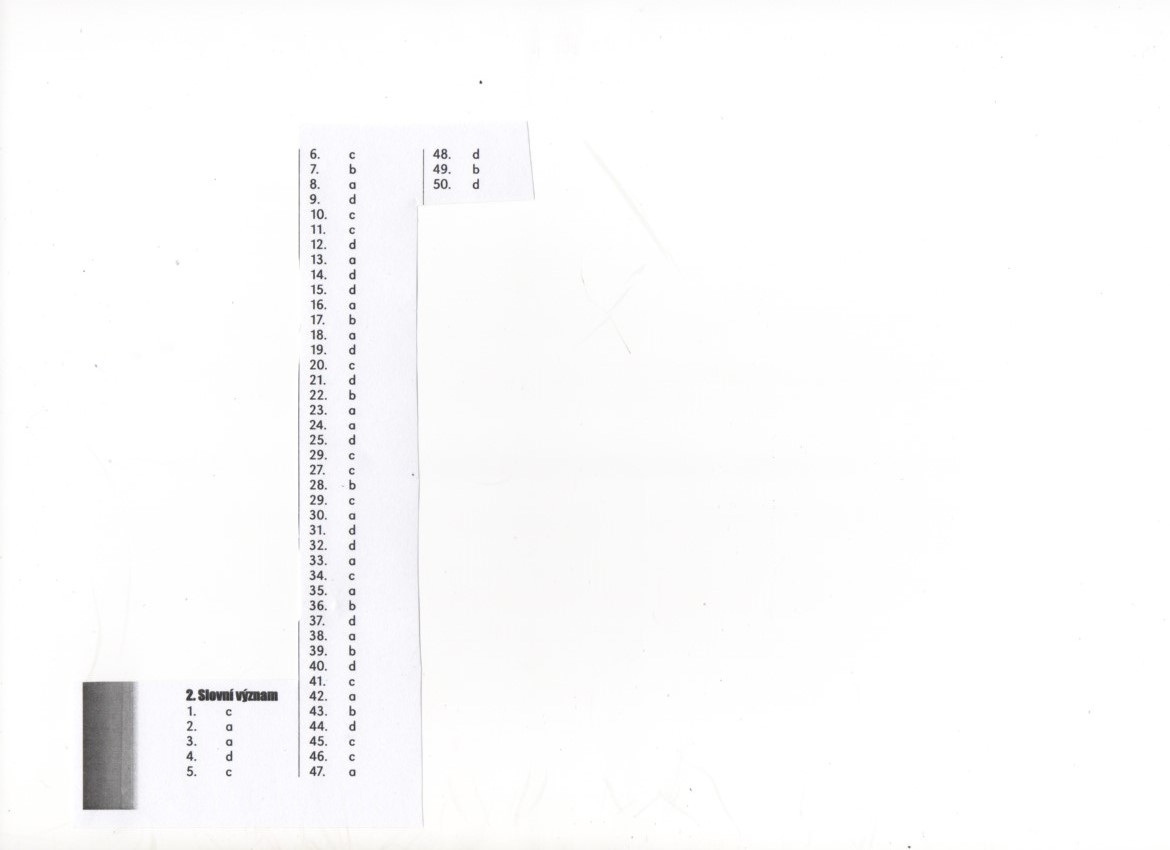 2. Slovní význam
1. c
2. a
3. a
4. d
5. c
6. c
7. b
8. a
9. d
10. c
11. c
12. d
13. a
14. d
15. d
16. a
17. b
18. a
19. d
20. c
21. d
22. b
23. a
24. a
25. d
29. c
27. c
28. b
29. c
30. a
31. d
32. d
33. a
34. c
35. a
36. b
37. d
38. a
39. b
40. d
41. c
42. a
43. b
44. d
45. c
46. c
47. a
48. d
49. b
50. d